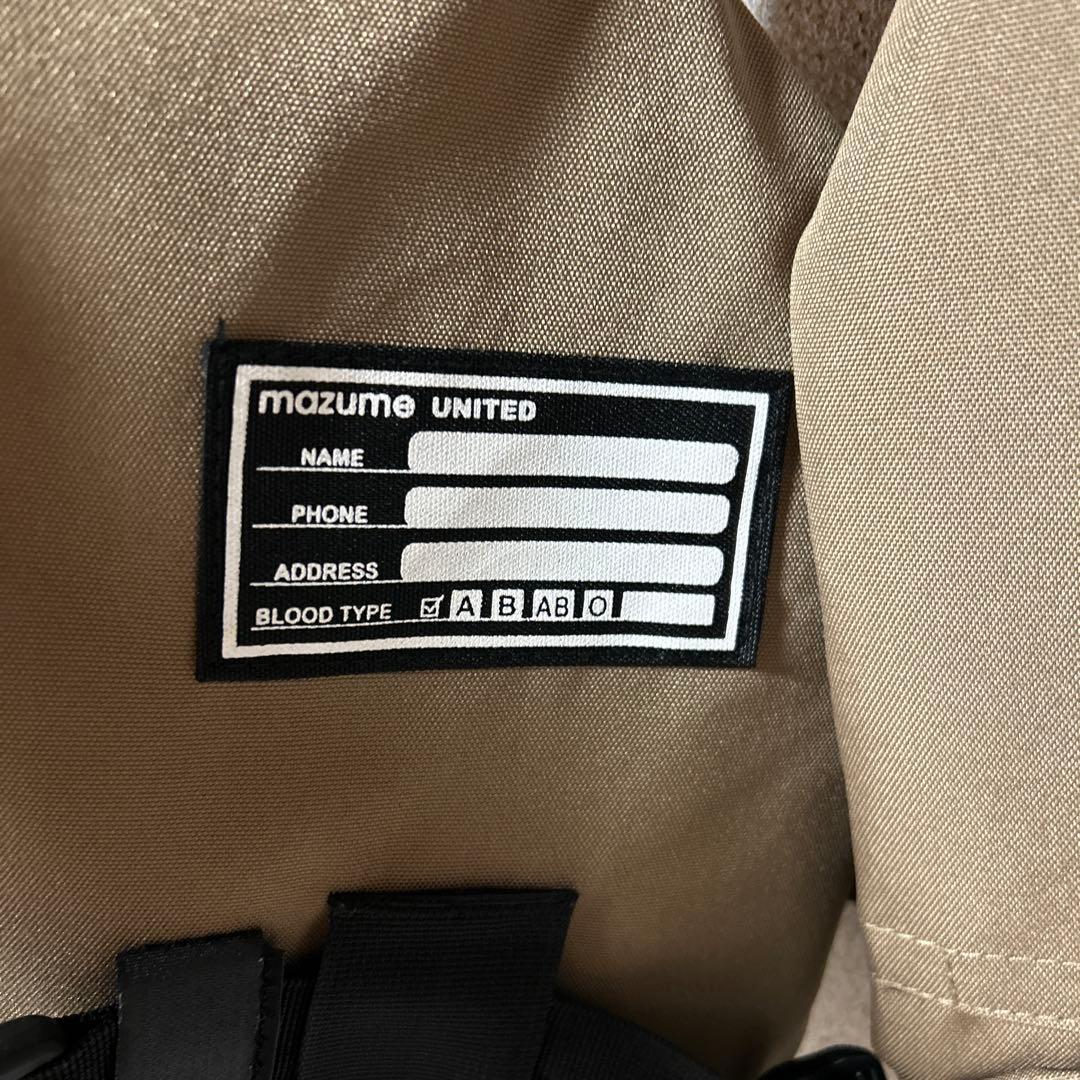 mazume UNITED
NAME
PHONE
ADDRESS
BLOOD TYPE ☑ A B AB O